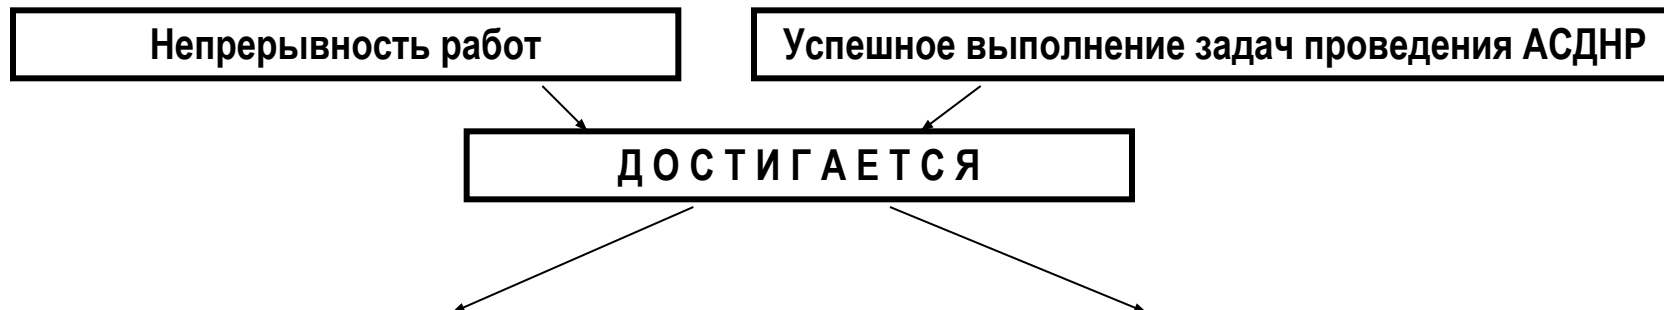 Непрерывность работ
Успешное выполнение задач проведения АСДНР
Д О С Т И Г А Е Т С Я